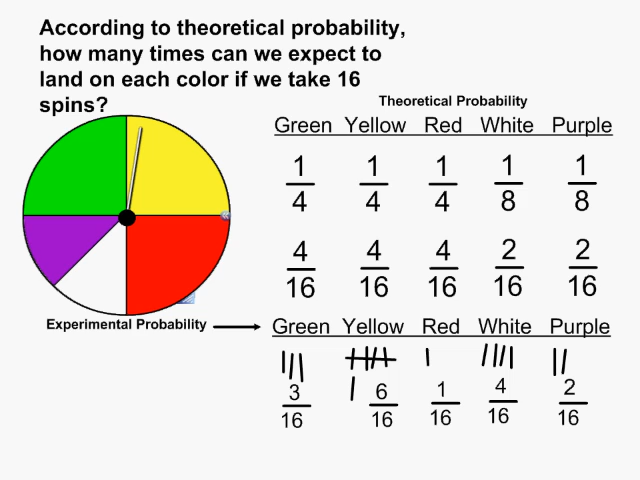 According to theoretical probability,
how many times can we expect to
land on each color if we take 16
spins?
Theoretical Probability
Green Yellow Red White Purple
1/4 1/4 1/4 1/8 1/8
4/16 4/16 4/16 2/16 2/16
Experimental Probability
Green Yellow Red White Purple
3/16 6/16 1/16 4/16 2/16